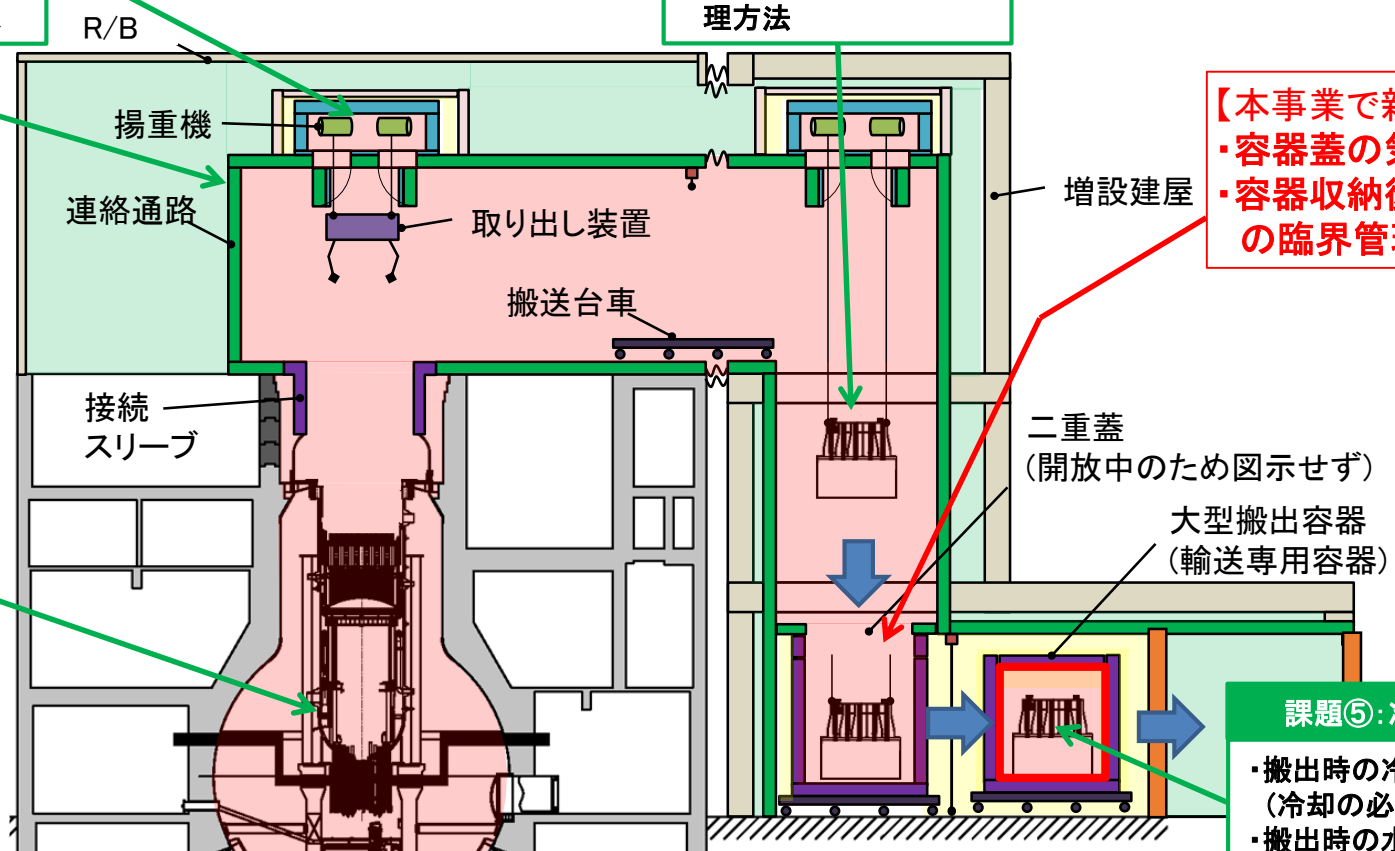 理方法
R/B
揚重機
連絡通路
取り出し装置
搬送台車
接続
スリーブ
増設建屋
【本事業で
・容器蓋の
・容器収納
の臨界管
二重蓋
(開放中のため図示せず)
大型搬出容器
(輸送専用容器)
課題⑤:
・搬出時の冷
(冷却の必
・搬出時の水